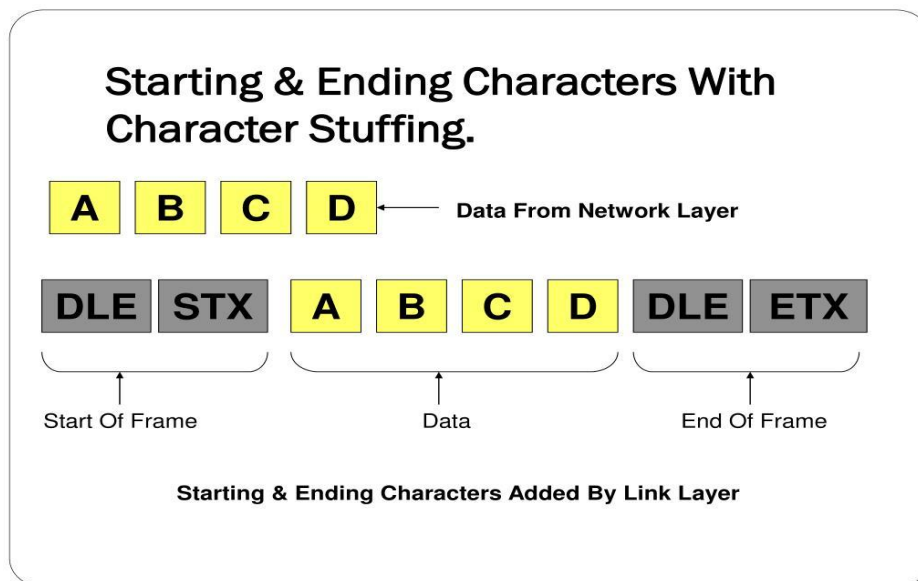 Starting & Ending Characters With
Character Stuffing.
A B C D Data From Network Layer
DLE STX A B C D DLE ETX
Start Of Frame Data End Of Frame
Starting & Ending Characters Added By Link Layer